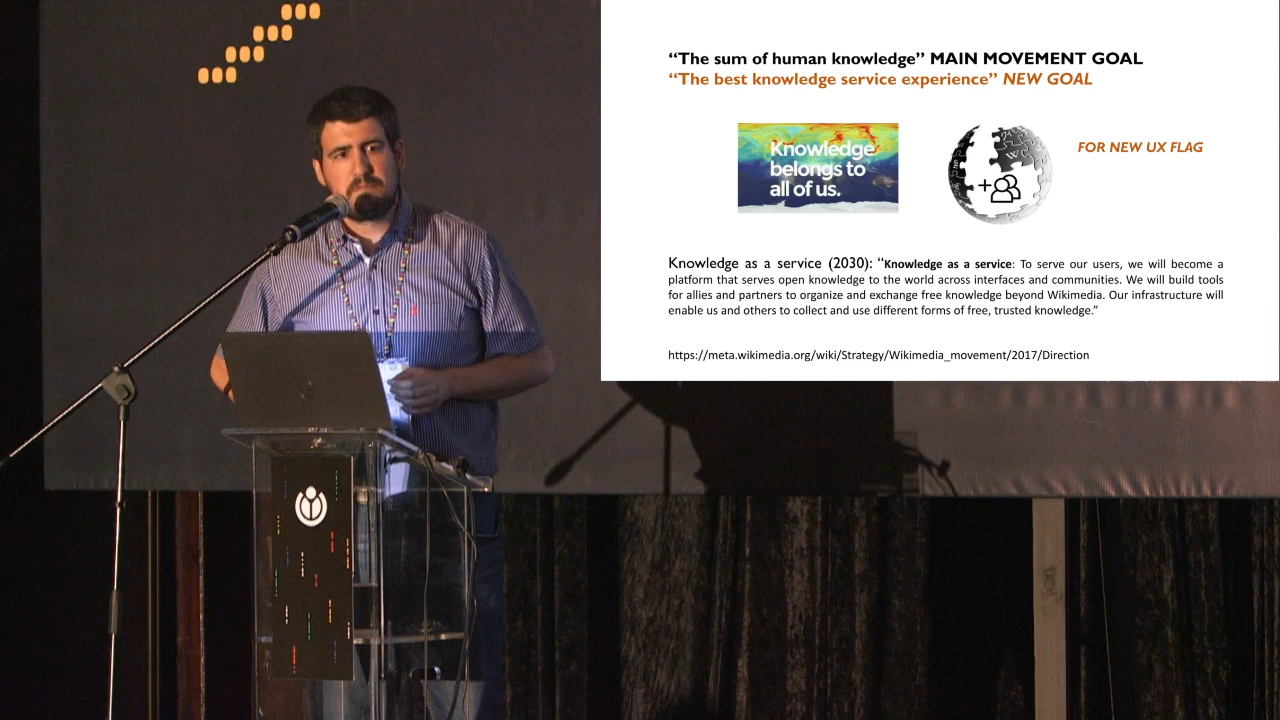 “The sum of human knowledge” MAIN MOVEMENT GOAL
“The best knowledge service experience” NEW GOAL
Knowledge
belongs to
all of us.
FOR NEW UX FLAG
W
+
Knowledge as a service (2030): “Knowledge as a service: To serve our users, we will become a
platform that serves open knowledge to the world across interfaces and communities. We will build tools
for allies and partners to organize and exchange free knowledge beyond Wikimedia. Our infrastructure will
enable us and others to collect and use different forms of free, trusted knowledge.”
https://meta.wikimedia.org/wiki/Strategy/Wikimedia_movement/2017/Direction